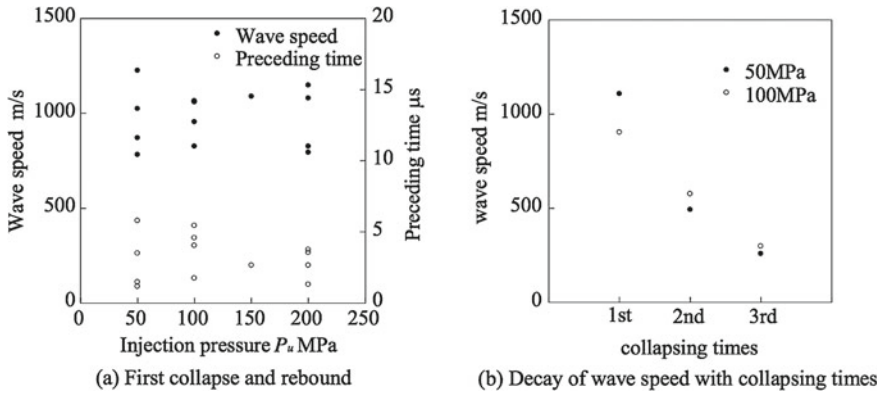 1500
1000
500
0
Wave speed m/s
Wave speed
Preceding time
20
15
10
5
0
Preceding time μs
0 50 100 150 200 250
Injection pressure Pu MPa
(a) First collapse and rebound
1500
1000
500
0
wave speed m/s
50MPa
100MPa
1st 2nd 3rd
collapsing times
(b) Decay of wave speed with collapsing times